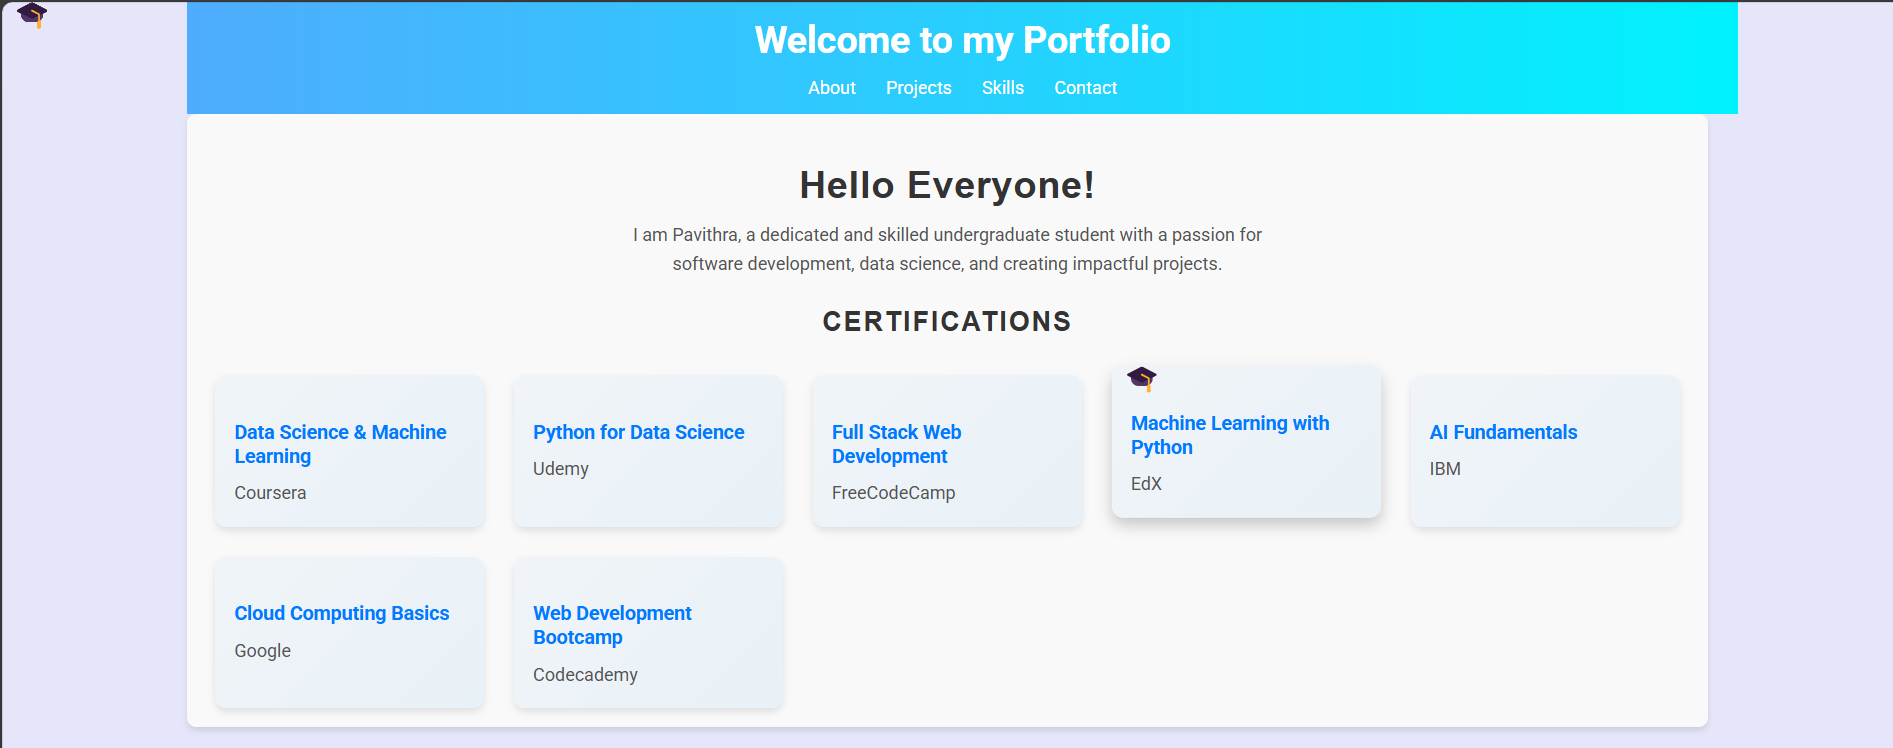 Welcome to my Portfolio
About Projects Skills Contact
Hello Everyone!
I am Pavithra, a dedicated and skilled undergraduate student with a passion for
software development, data science, and creating impactful projects.
CERTIFICATIONS
Data Science & Machine
Learning
Coursera
Python for Data Science
Udemy
Full Stack Web
Development
FreeCodeCamp
Machine Learning with
Python
EdX
AI Fundamentals
IBM
Cloud Computing Basics
Google
Web Development
Bootcamp
Codecademy